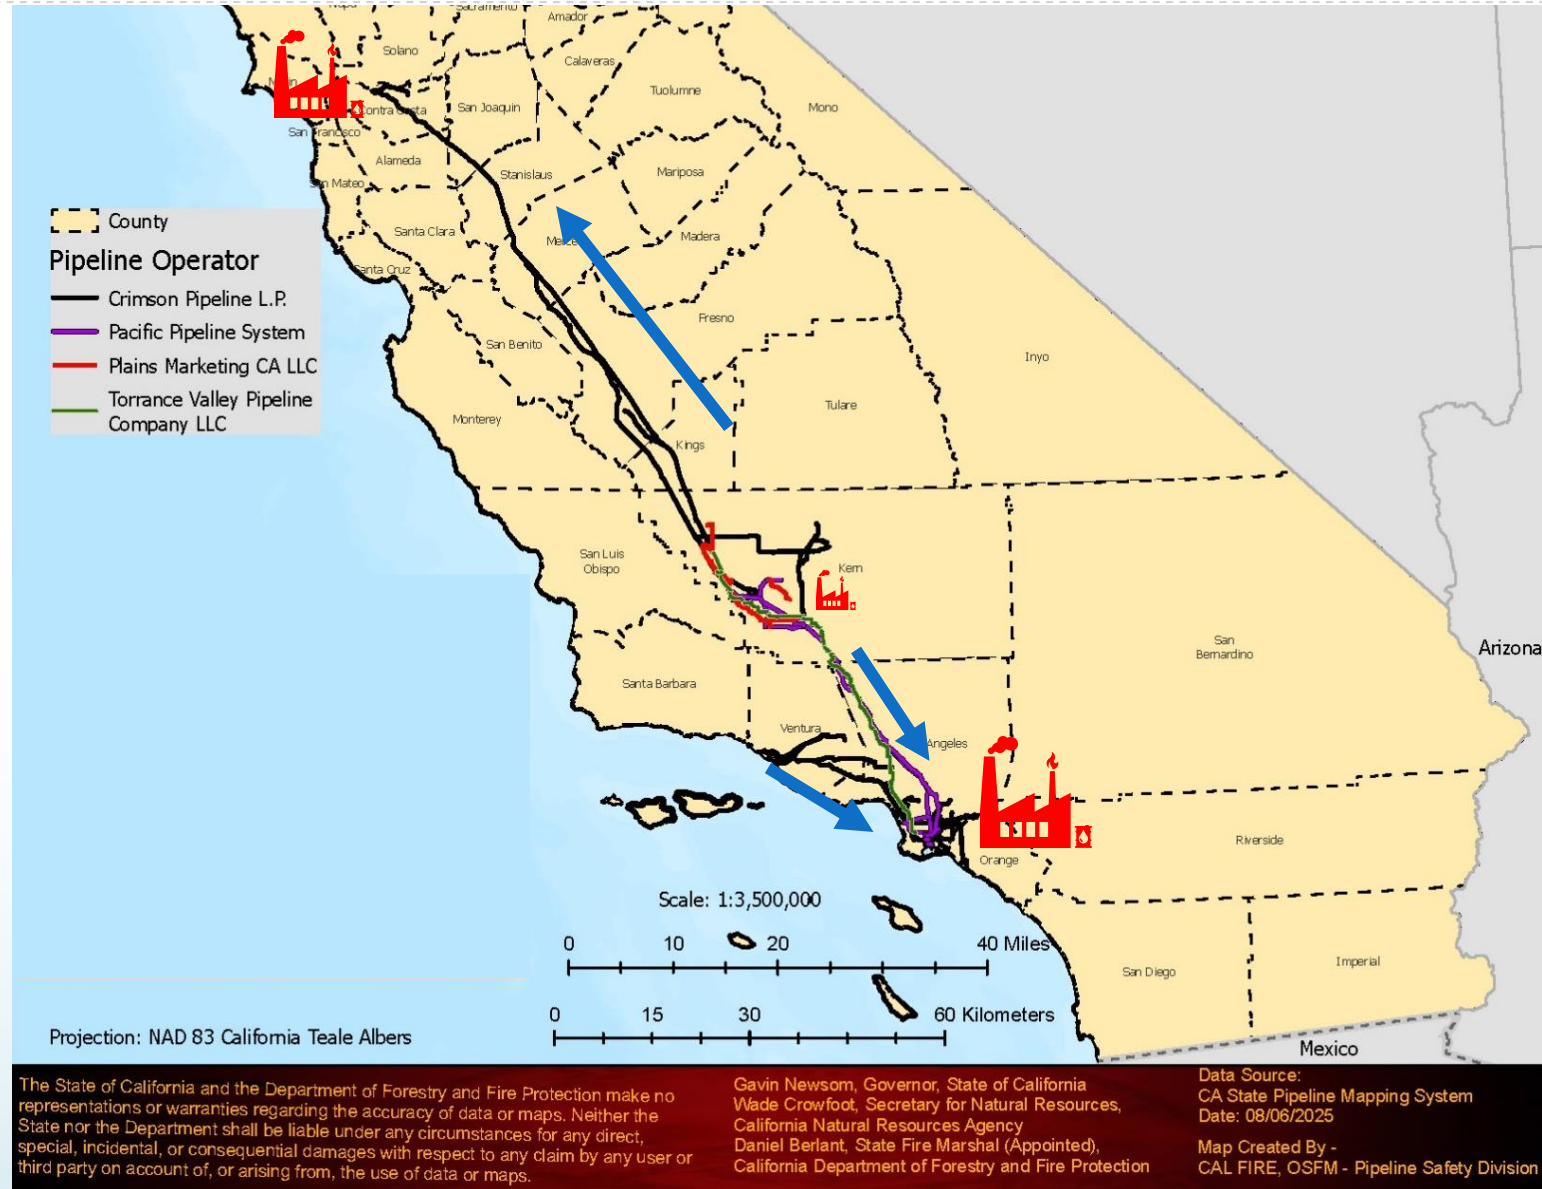 Napa
Sacramento
Amador
Solano
Calaveras
Marin
Contra Costa
San Joaquin
Tuolumne
Mono
San Francisco
Alameda
San Mateo
Stanislaus
Mariposa
County
Santa Clara
Merced
Madera
Pipeline Operator
Santa Cruz
Crimson Pipeline L.P.
Pacific Pipeline System
Fresno
San Benito
Inyo
Plains Marketing CA LLC
Torrance Valley Pipeline
Company LLC
Monterey
Tulare
Kings
San Luis
Obispo
Kern
San
Bernardino
Arizona
Santa Barbara
Ventura
Angeles
Orange
Riverside
Scale: 1:3,500,000
0 10 20 40 Miles
San Diego
Imperial
0 15 30 60 Kilometers
Projection: NAD 83 California Teale Albers
Mexico
The State of California and the Department of Forestry and Fire Protection make no
representations or warranties regarding the accuracy of data or maps. Neither the
State nor the Department shall be liable under any circumstances for any direct,
special, incidental, or consequential damages with respect to any claim by any user or
third party on account of, or arising from, the use of data or maps.
Gavin Newsom, Governor, State of California
Wade Crowfoot, Secretary for Natural Resources,
California Natural Resources Agency
Daniel Berlant, State Fire Marshal (Appointed),
California Department of Forestry and Fire Protection
Data Source:
CA State Pipeline Mapping System
Date: 08/06/2025
Map Created By -
CAL FIRE, OSFM - Pipeline Safety Division